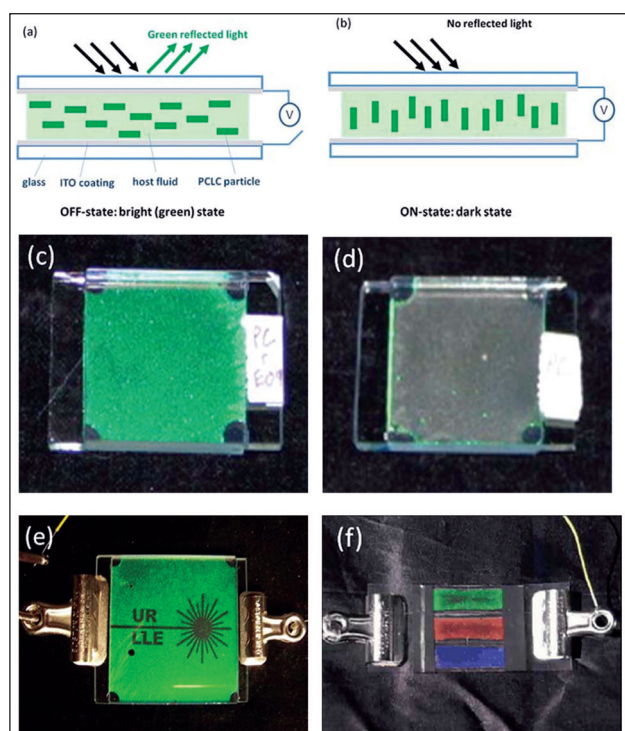 (a)
Green reflected light
V
glass
ITO coating
host fluid
PCLC particle
OFF-state: bright (green) state
(b)
No reflected light
V
ON-state: dark state
(c)
PC
(d)
PC
(e)
UR
LLE
(f)